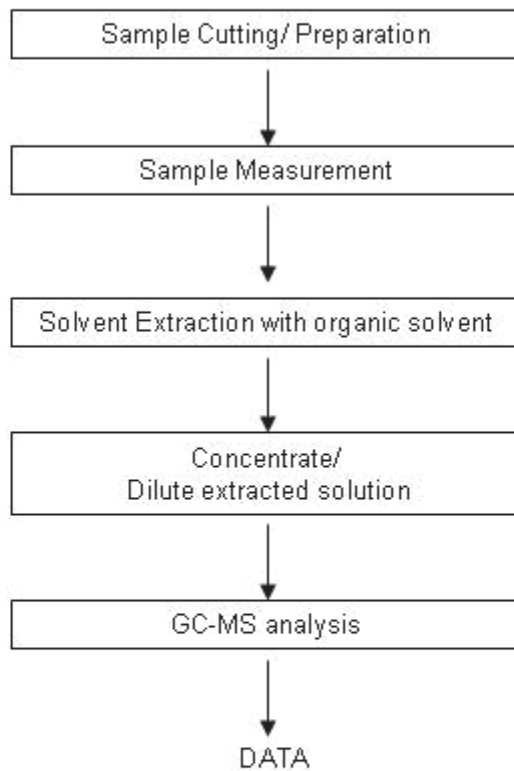 Sample Cutting/ Preparation
Sample Measurement
Solvent Extraction with organic solvent
Concentrate/
Dilute extracted solution
GC-MS analysis
DATA